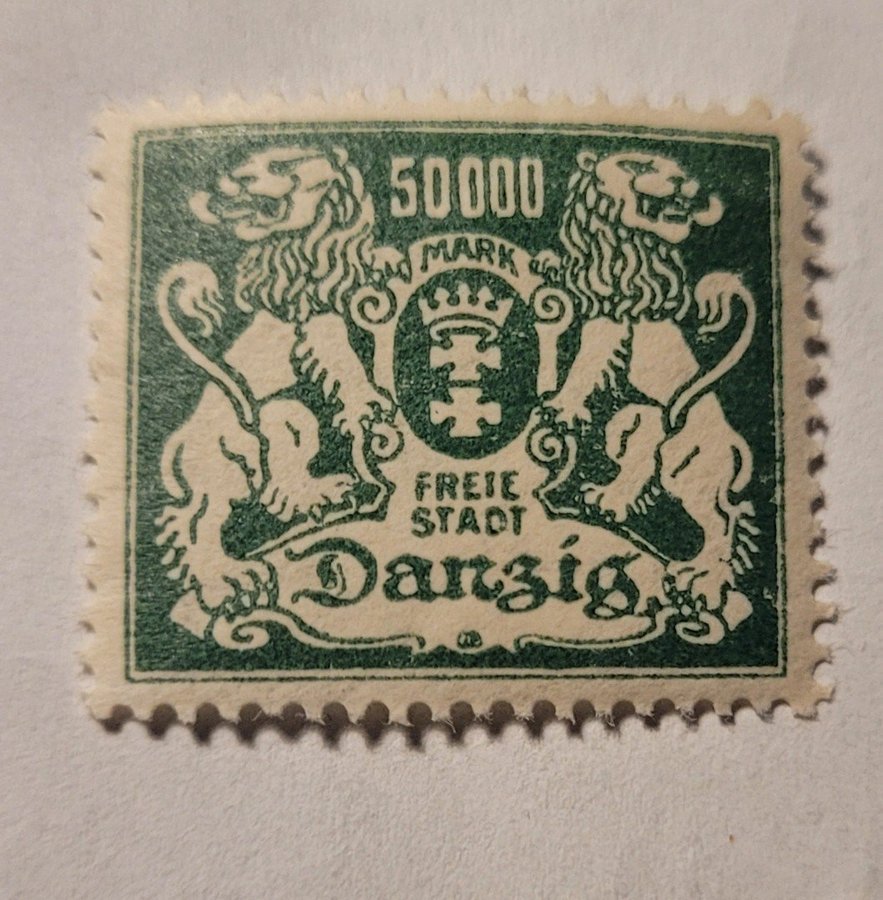 50000
MARK
FREIE
STADT
Danzig